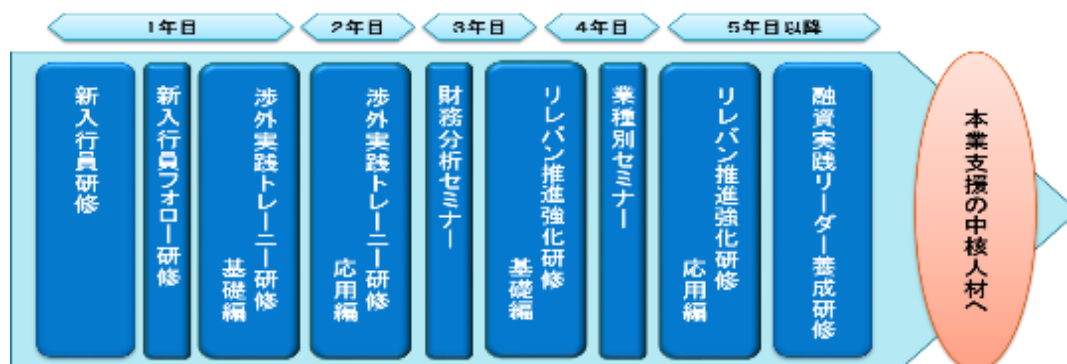 1年目
2年目
3年目
4年目
5年目以降
新入行員研修
新入行員フォロー研修
渉外実践トレーニー研修
基礎編
渉外実践トレーニー研修
応用編
財務分析セミナー
リレバン推進強化研修
基礎編
業種別セミナー
リレバン推進強化研修
応用編
融資実践リーダー養成研修
本業支援の中核人材へ